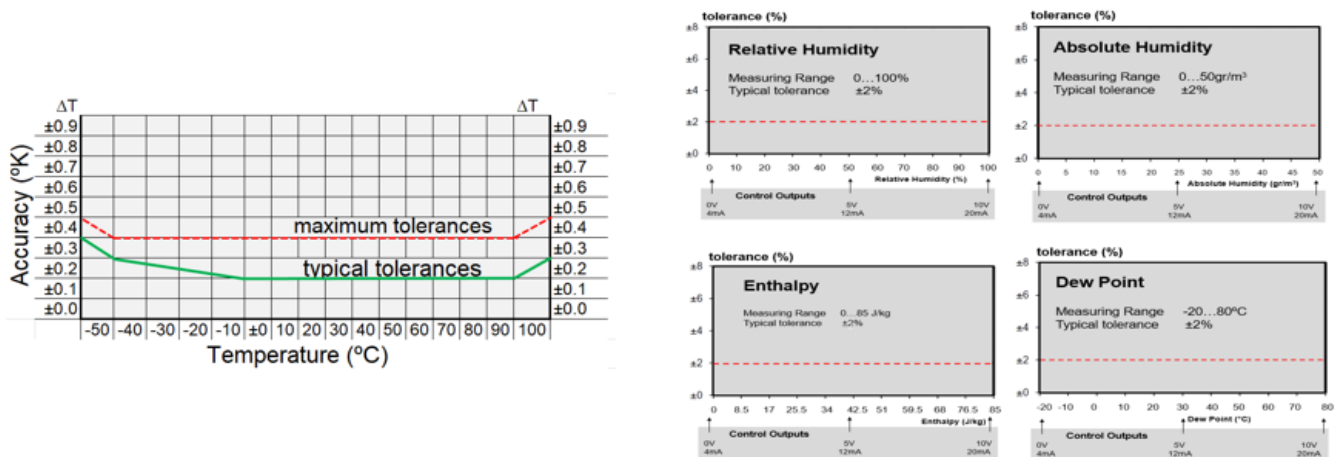 ΔT ΔT
±0.9 ±0.9
±0.8 ±0.8
±0.7 ±0.7
±0.6 ±0.6
±0.5 ±0.5
±0.4 ±0.4
±0.3 ±0.3
±0.2 ±0.2
±0.1 ±0.1
±0.0 ±0.0
Accuracy (ºK)
maximum tolerances
typical tolerances
-50 -40 -30 -20 -10 ±0 10 20 30 40 50 60 70 80 90 100
Temperature (ºC)
tolerance (%)
±8
±6
±4
±2
±0
Relative Humidity
Measuring Range 0...100%
Typical tolerance ±2%
0 10 20 30 40 50 60 70 80 90 100
Relative Humidity (%)
Control Outputs
0V 5V 10V
4mA 12mA 20mA
tolerance (%)
±8
±6
±4
±2
±0
Absolute Humidity
Measuring Range 0...50gr/m³
Typical tolerance ±2%
0 5 10 15 20 25 30 35 40 45 50
Absolute Humidity (gr/m³)
Control Outputs
0V 5V 10V
4mA 12mA 20mA
tolerance (%)
±8
±6
±4
±2
±0
Enthalpy
Measuring Range 0...85 J/kg
Typical tolerance ±2%
0 8.5 17 25.5 34 42.5 51 59.5 68 76.5 85
Enthalpy (J/kg)
Control Outputs
0V 5V 10V
4mA 12mA 20mA
tolerance (%)
±8
±6
±4
±2
±0
Dew Point
Measuring Range -20...80ºC
Typical tolerance ±2%
-20 -10 0 10 20 30 40 50 60 70 80
Dew Point (°C)
Control Outputs
0V 5V 10V
4mA 12mA 20mA